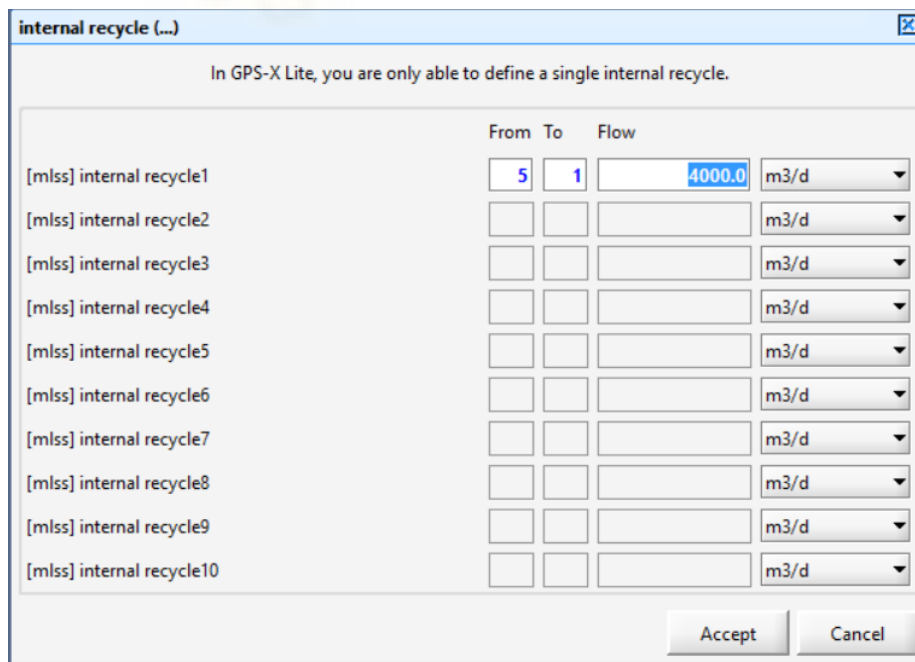 internal recycle (...)
In GPS-X Lite, you are only able to define a single internal recycle.
From To Flow
[mlss] internal recycle1 5 1 4000.0 m3/d
[mlss] internal recycle2 m3/d
[mlss] internal recycle3 m3/d
[mlss] internal recycle4 m3/d
[mlss] internal recycle5 m3/d
[mlss] internal recycle6 m3/d
[mlss] internal recycle7 m3/d
[mlss] internal recycle8 m3/d
[mlss] internal recycle9 m3/d
[mlss] internal recycle10 m3/d
Accept Cancel